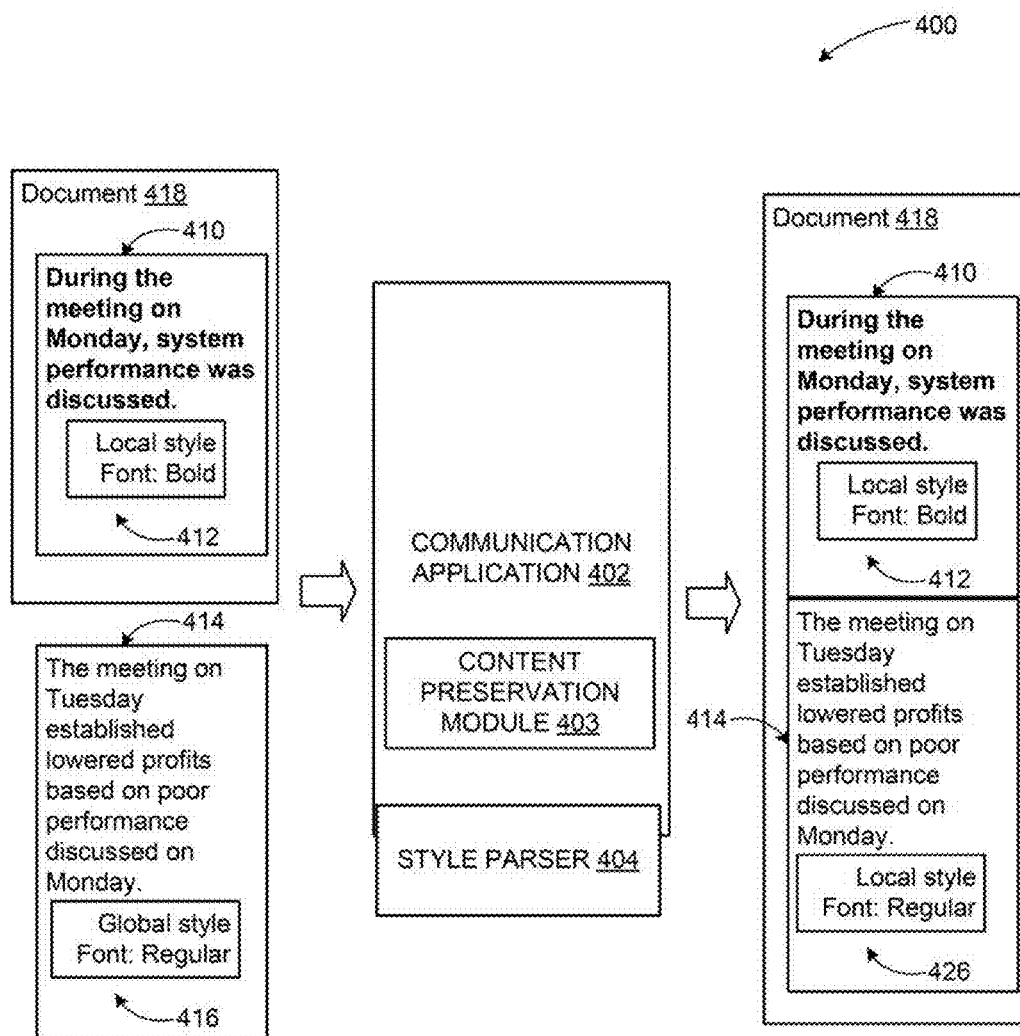 400
Document 418
410
During the
meeting on
Monday, system
performance was
discussed.
Local style
Font: Bold
412
414
The meeting on
Tuesday
established
lowered profits
based on poor
performance
discussed on
Monday.
Global style
Font: Regular
416
COMMUNICATION
APPLICATION 402
CONTENT
PRESERVATION
MODULE 403
STYLE PARSER 404
Document 418
410
During the
meeting on
Monday, system
performance was
discussed.
Local style
Font: Bold
412
414
The meeting on
Tuesday
established
lowered profits
based on poor
performance
discussed on
Monday.
Local style
Font: Regular
426